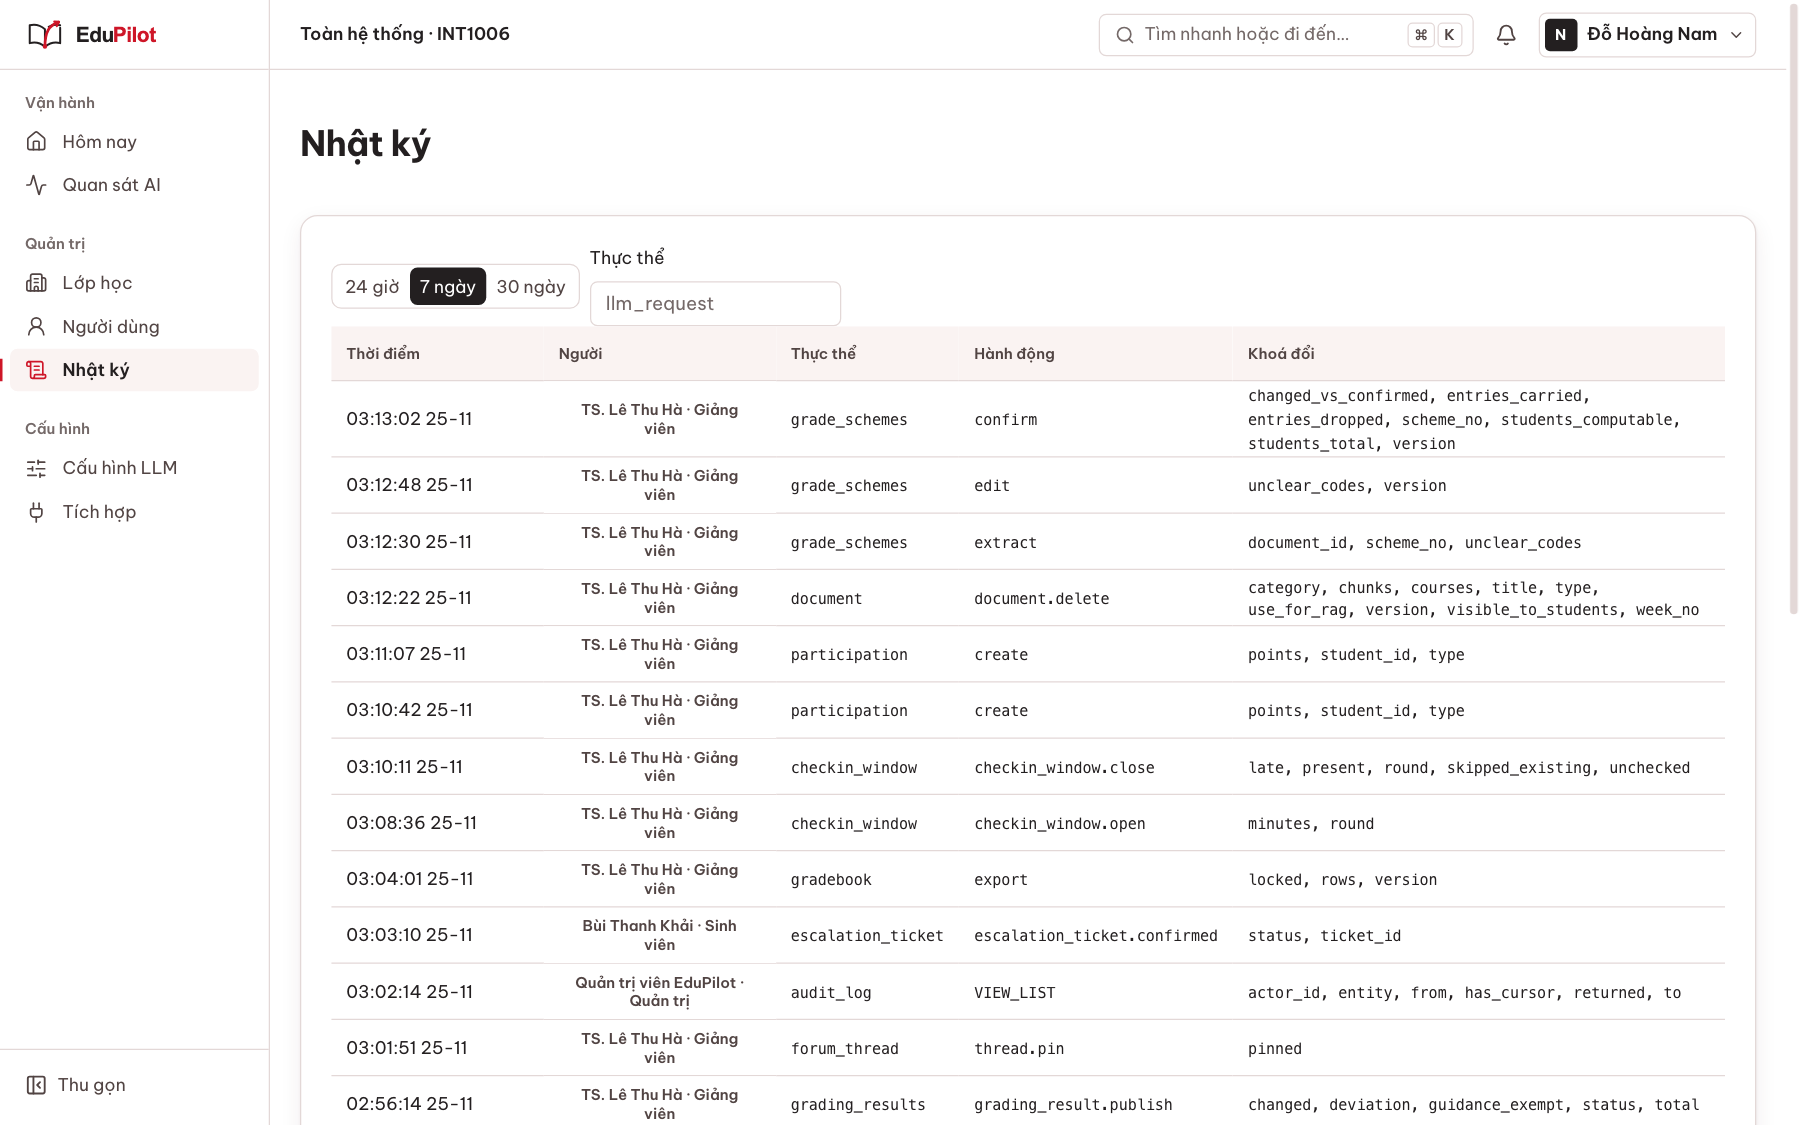 EduPilot
Toàn hệ thống · INT1006
Tìm nhanh hoặc đi đến...
⌘ K
N
Đỗ Hoàng Nam
Vận hành
Hôm nay
Quan sát AI
Quản trị
Lớp học
Người dùng
Nhật ký
Cấu hình
Cấu hình LLM
Tích hợp
Thu gọn
Nhật ký
24 giờ 7 ngày 30 ngày
Thực thể
llm_request
Thời điểm Người Thực thể Hành động Khoá đổi
03:13:02 25-11 TS. Lê Thu Hà · Giảng viên grade_schemes confirm changed_vs_confirmed, entries_carried,
entries_dropped, scheme_no, students_computable,
students_total, version
03:12:48 25-11 TS. Lê Thu Hà · Giảng viên grade_schemes edit unclear_codes, version
03:12:30 25-11 TS. Lê Thu Hà · Giảng viên grade_schemes extract document_id, scheme_no, unclear_codes
03:12:22 25-11 TS. Lê Thu Hà · Giảng viên document document.delete category, chunks, courses, title, type,
use_for_rag, version, visible_to_students, week_no
03:11:07 25-11 TS. Lê Thu Hà · Giảng viên participation create points, student_id, type
03:10:42 25-11 TS. Lê Thu Hà · Giảng viên participation create points, student_id, type
03:10:11 25-11 TS. Lê Thu Hà · Giảng viên checkin_window checkin_window.close late, present, round, skipped_existing, unchecked
03:08:36 25-11 TS. Lê Thu Hà · Giảng viên checkin_window checkin_window.open minutes, round
03:04:01 25-11 TS. Lê Thu Hà · Giảng viên gradebook export locked, rows, version
03:03:10 25-11 Bùi Thanh Khải · Sinh viên escalation_ticket escalation_ticket.confirmed status, ticket_id
03:02:14 25-11 Quản trị viên EduPilot · Quản trị audit_log VIEW_LIST actor_id, entity, from, has_cursor, returned, to
03:01:51 25-11 TS. Lê Thu Hà · Giảng viên forum_thread thread.pin pinned
02:56:14 25-11 TS. Lê Thu Hà · Giảng viên grading_results grading_result.publish changed, deviation, guidance_exempt, status, total